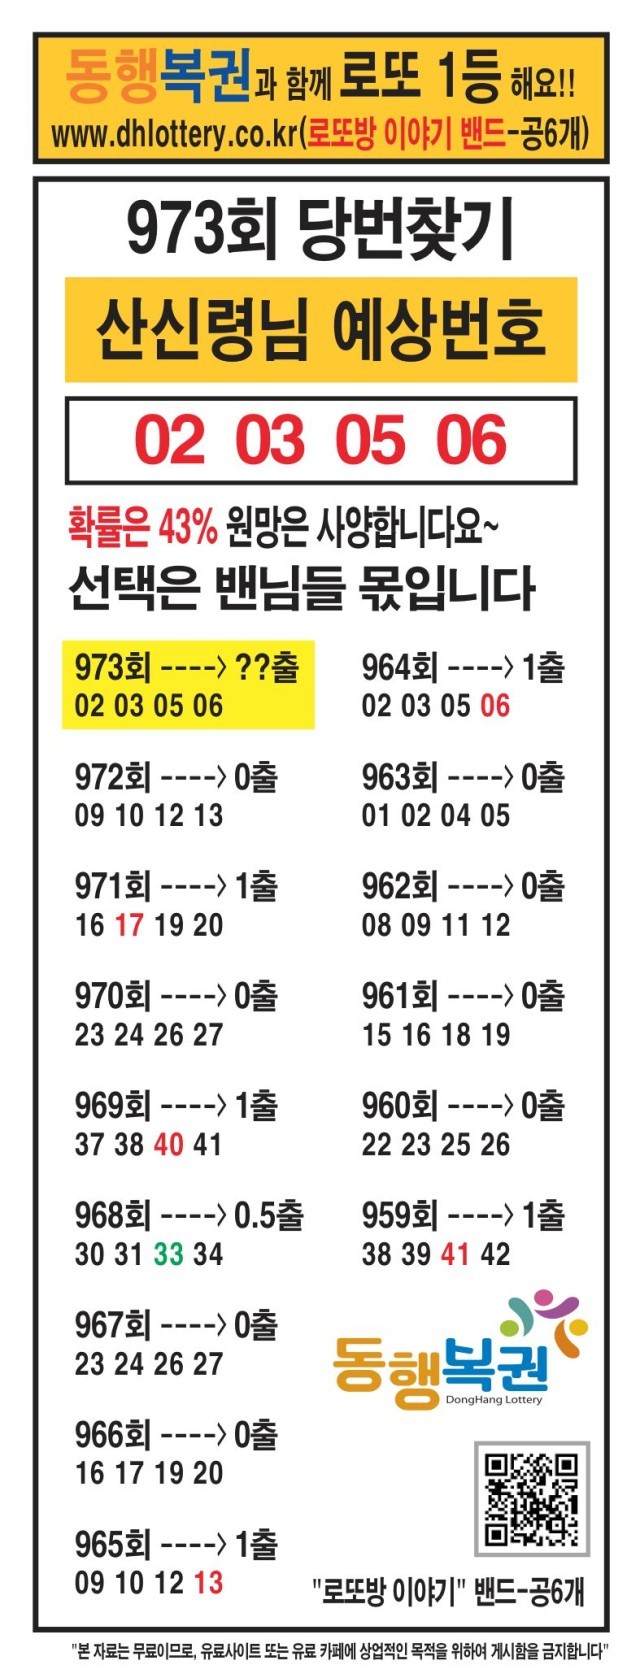 동행복권과 함께 로또 1등 해요!!
www.dhlottery.co.kr(로또방 이야기 밴드-공6개)
973회 당번찾기
산신령님 예상번호
02 03 05 06
확률은 43% 원망은 사양합니다요~
선택은 밴님들 몫입니다
973회 ----> ??출
02 03 05 06
972회 ----> 0출
09 10 12 13
971회 ----> 1출
16 17 19 20
970회 ----> 0출
23 24 26 27
969회 ----> 1출
37 38 40 41
968회 ----> 0.5출
30 31 33 34
967회 ----> 0출
23 24 26 27
966회 ----> 0출
16 17 19 20
965회 ----> 1출
09 10 12 13
964회 ----> 1출
02 03 05 06
963회 ----> 0출
01 02 04 05
962회 ----> 0출
08 09 11 12
961회 ----> 0출
15 16 18 19
960회 ----> 0출
22 23 25 26
959회 ----> 1출
38 39 41 42
동행복권
DongHang Lottery
"로또방 이야기" 밴드-공6개
"본 자료는 무료이므로, 유료사이트 또는 유료 카페에 상업적인 목적을 위하여 게시함을 금지합니다"